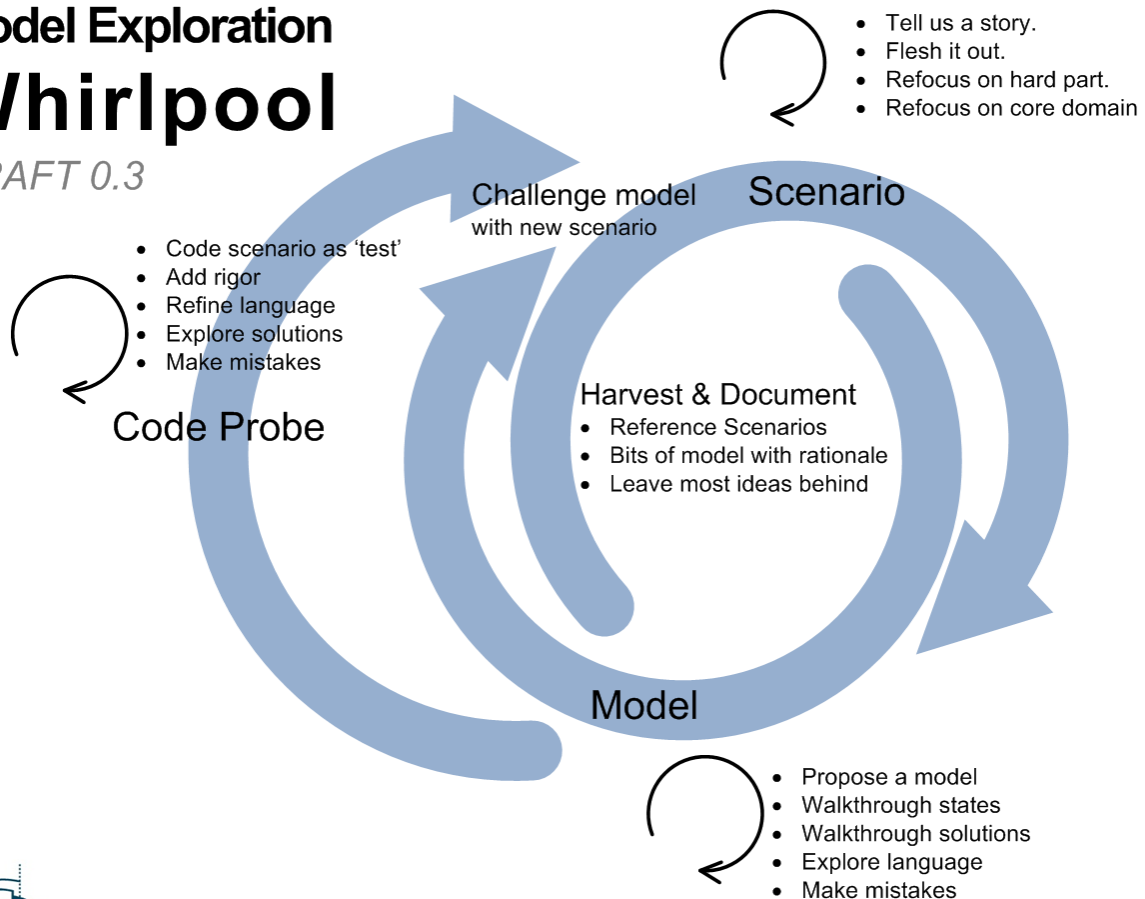 odel Exploration
Whirlpool
RAFT 0.3
• Tell us a story.
• Flesh it out.
• Refocus on hard part.
• Refocus on core domain
Challenge model
with new scenario
Scenario
• Code scenario as ‘test’
• Add rigor
• Refine language
• Explore solutions
• Make mistakes
Code Probe
Harvest & Document
• Reference Scenarios
• Bits of model with rationale
• Leave most ideas behind
Model
• Propose a model
• Walkthrough states
• Walkthrough solutions
• Explore language
• Make mistakes